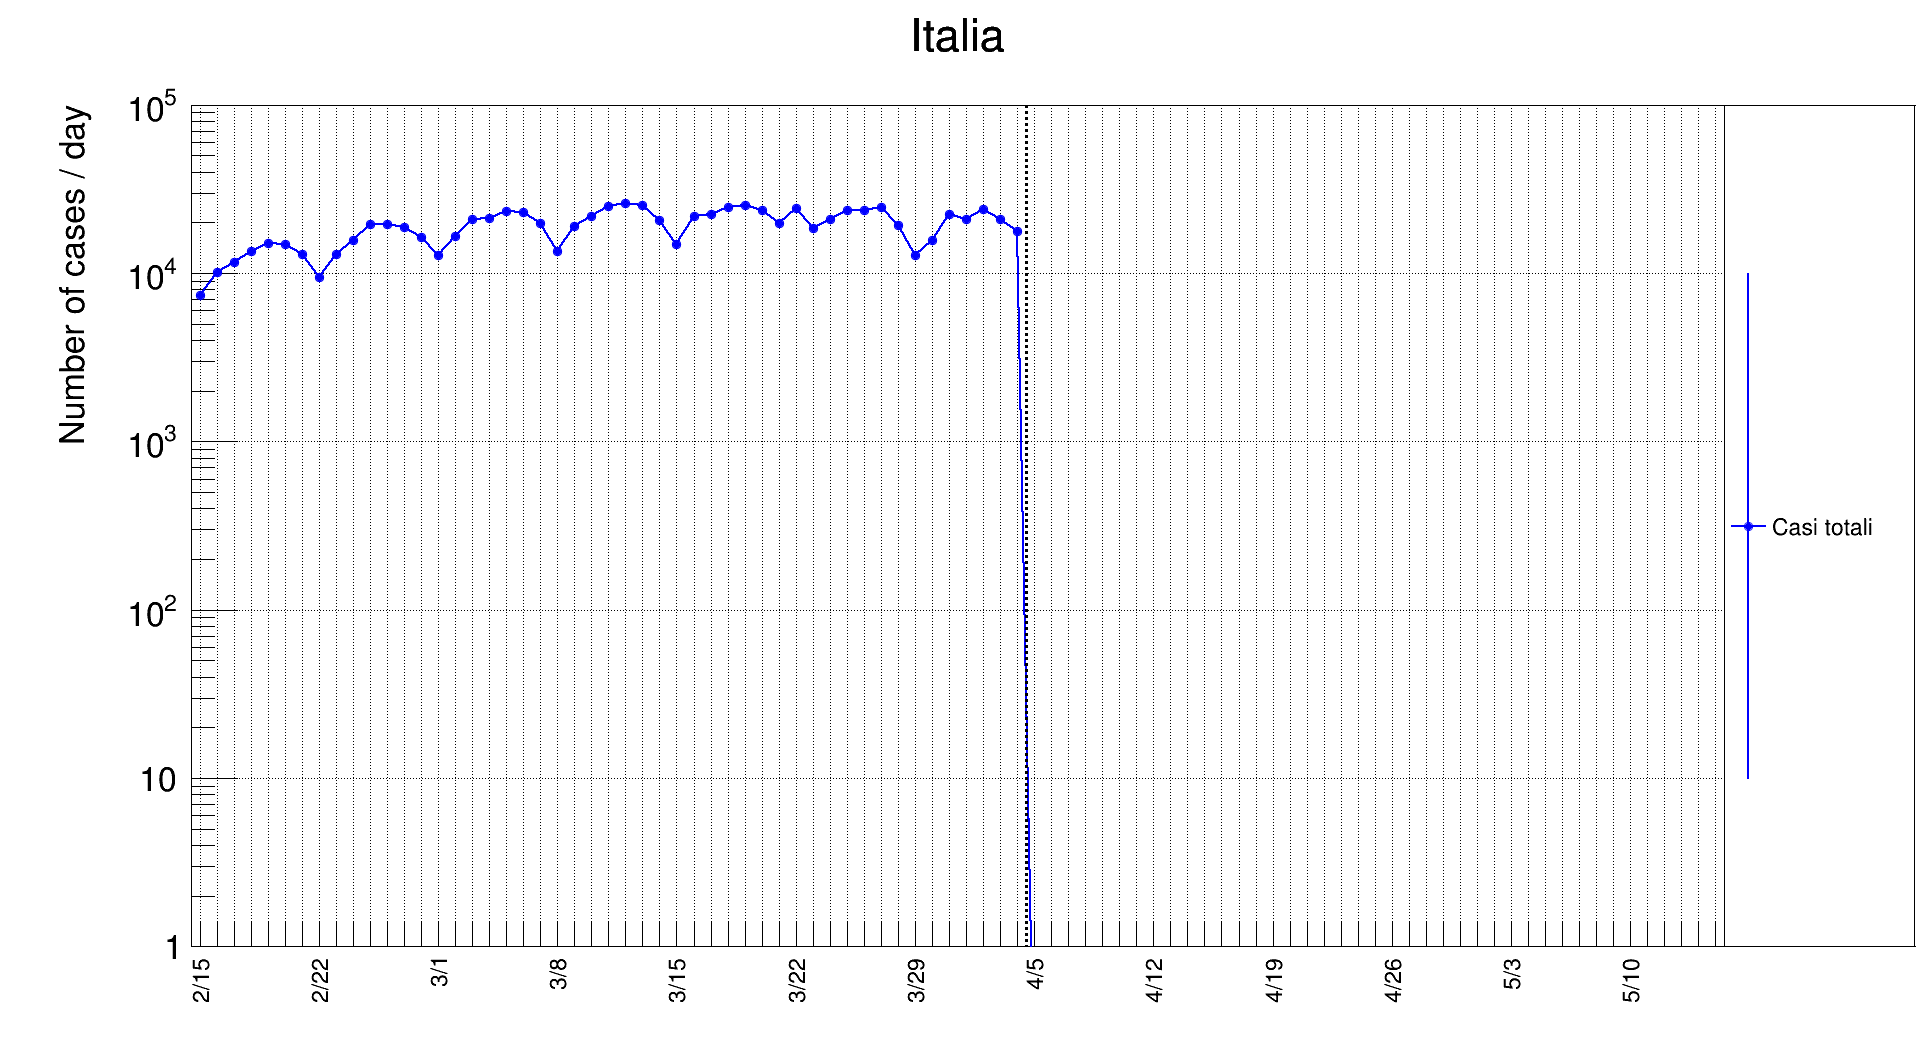 Italia
Number of cases / day
10^5
10^4
10^3
10^2
10
1
2/15 2/22 3/1 3/8 3/15 3/22 3/29 4/5 4/12 4/19 4/26 5/3 5/10
Casi totali